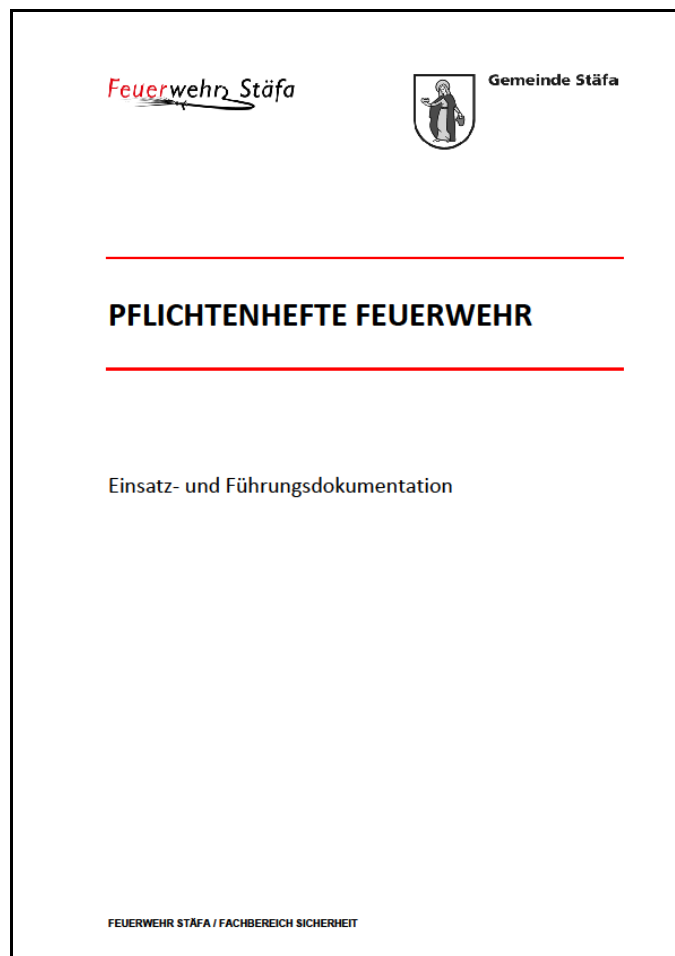 Feuerwehr Stäfa
Gemeinde Stäfa
PFLICHTENHEFTE FEUERWEHR
Einsatz- und Führungsdokumentation
FEUERWEHR STÄFA / FACHBEREICH SICHERHEIT